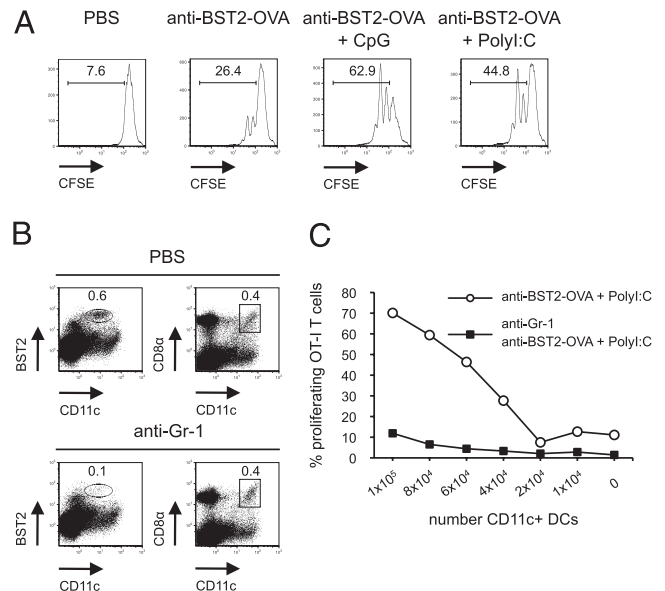 A
PBS
anti-BST2-OVA
anti-BST2-OVA
+ CpG
anti-BST2-OVA
+ PolyI:C
7.6
26.4
62.9
44.8
CFSE
CFSE
CFSE
CFSE
B
PBS
0.6
0.4
BST2
CD8α
CD11c
CD11c
anti-Gr-1
0.1
0.4
BST2
CD8α
CD11c
CD11c
C
% proliferating OT-I T cells
80
70
60
50
40
30
20
10
0
anti-BST2-OVA + PolyI:C
anti-Gr-1
anti-BST2-OVA + PolyI:C
1x10⁵
8x10⁴
6x10⁴
4x10⁴
2x10⁴
1x10⁴
0
number CD11c+ DCs